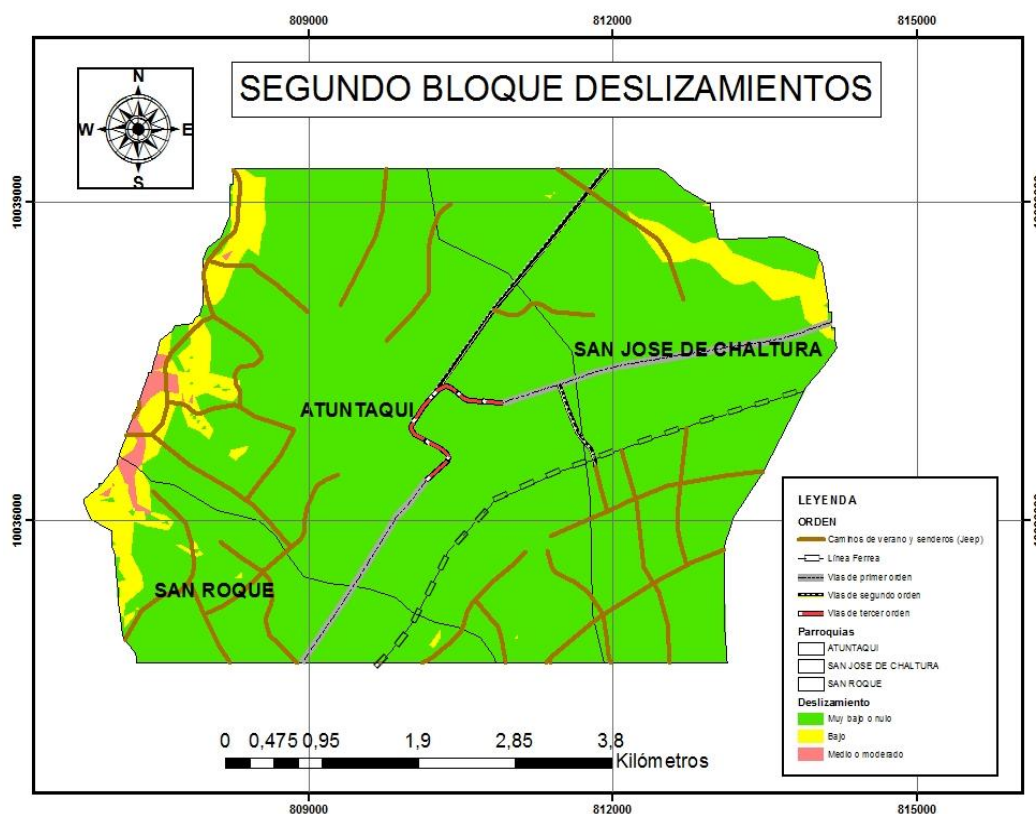 809000 812000 815000
N
W E
S
SEGUNDO BLOQUE DESLIZAMIENTOS
10039000
SAN JOSE DE CHALTURA
ATUNTAQUI
10036000
SAN ROQUE
LEYENDA
ORDEN
Caminos de verano y senderos (Jeep)
Línea Ferrea
Vías de primer orden
Vías de segundo orden
Vías de tercer orden
Parroquias
ATUNTAQUI
SAN JOSE DE CHALTURA
SAN ROQUE
Deslizamiento
Muy bajo o nulo
Bajo
Medio o moderado
0 0,475 0,95 1,9 2,85 3,8
Kilómetros
809000 812000 815000